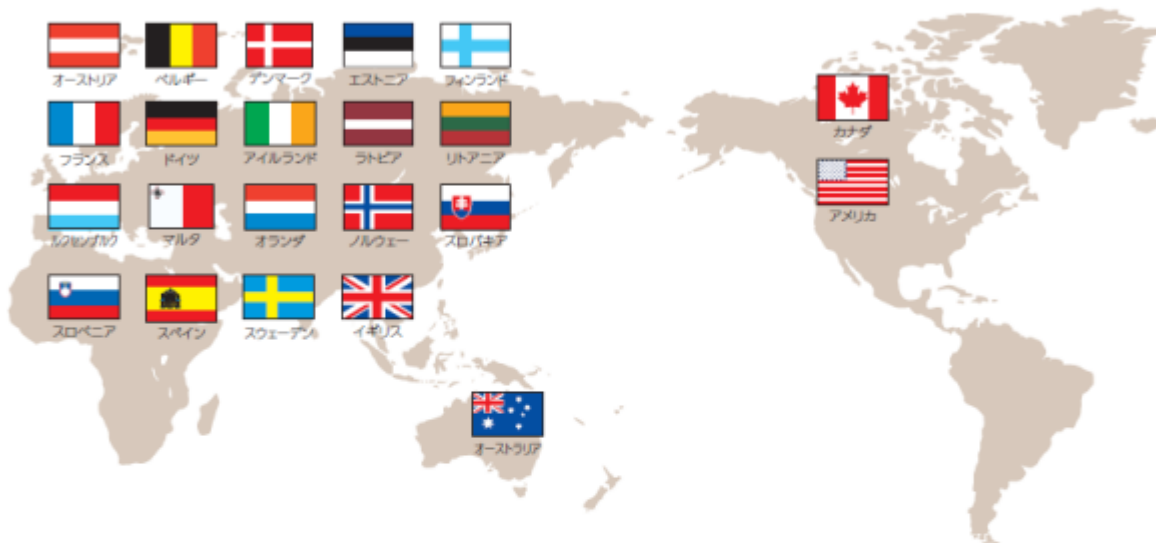 オーストリア
ベルギー
デンマーク
エストニア
フィンランド
フランス
ドイツ
アイルランド
ラトビア
リトアニア
ルクセンブルク
マルタ
オランダ
ノルウェー
スロバキア
スロベニア
スペイン
スウェーデン
イギリス
カナダ
アメリカ
オーストラリア